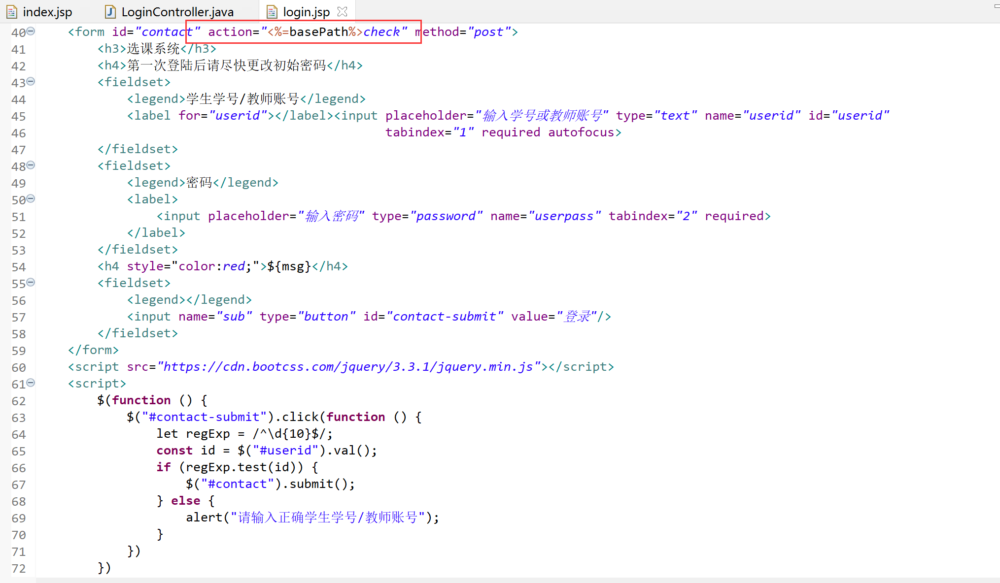 index.jsp LoginController.java login.jsp
40 <form id="contact" action="<%=basePath%>check" method="post">
41 <h3>选课系统</h3>
42 <h4>第一次登陆后请尽快更改初始密码</h4>
43 <fieldset>
44 <legend>学生学号/教师账号</legend>
45 <label for="userid"></label><input placeholder="输入学号或教师账号" type="text" name="userid" id="userid"
46 tabindex="1" required autofocus>
47 </fieldset>
48 <fieldset>
49 <legend>密码</legend>
50 <label>
51 <input placeholder="输入密码" type="password" name="userpass" tabindex="2" required>
52 </label>
53 </fieldset>
54 <h4 style="color:red;">${msg}</h4>
55 <fieldset>
56 <legend></legend>
57 <input name="sub" type="button" id="contact-submit" value="登录"/>
58 </fieldset>
59 </form>
60 <script src="https://cdn.bootcss.com/jquery/3.3.1/jquery.min.js"></script>
61 <script>
62 $(function () {
63 $("#contact-submit").click(function () {
64 let regExp = /^\d{10}$/;
65 const id = $("#userid").val();
66 if (regExp.test(id)) {
67 $("#contact").submit();
68 } else {
69 alert("请输入正确学生学号/教师账号");
70 }
71 })
72 })